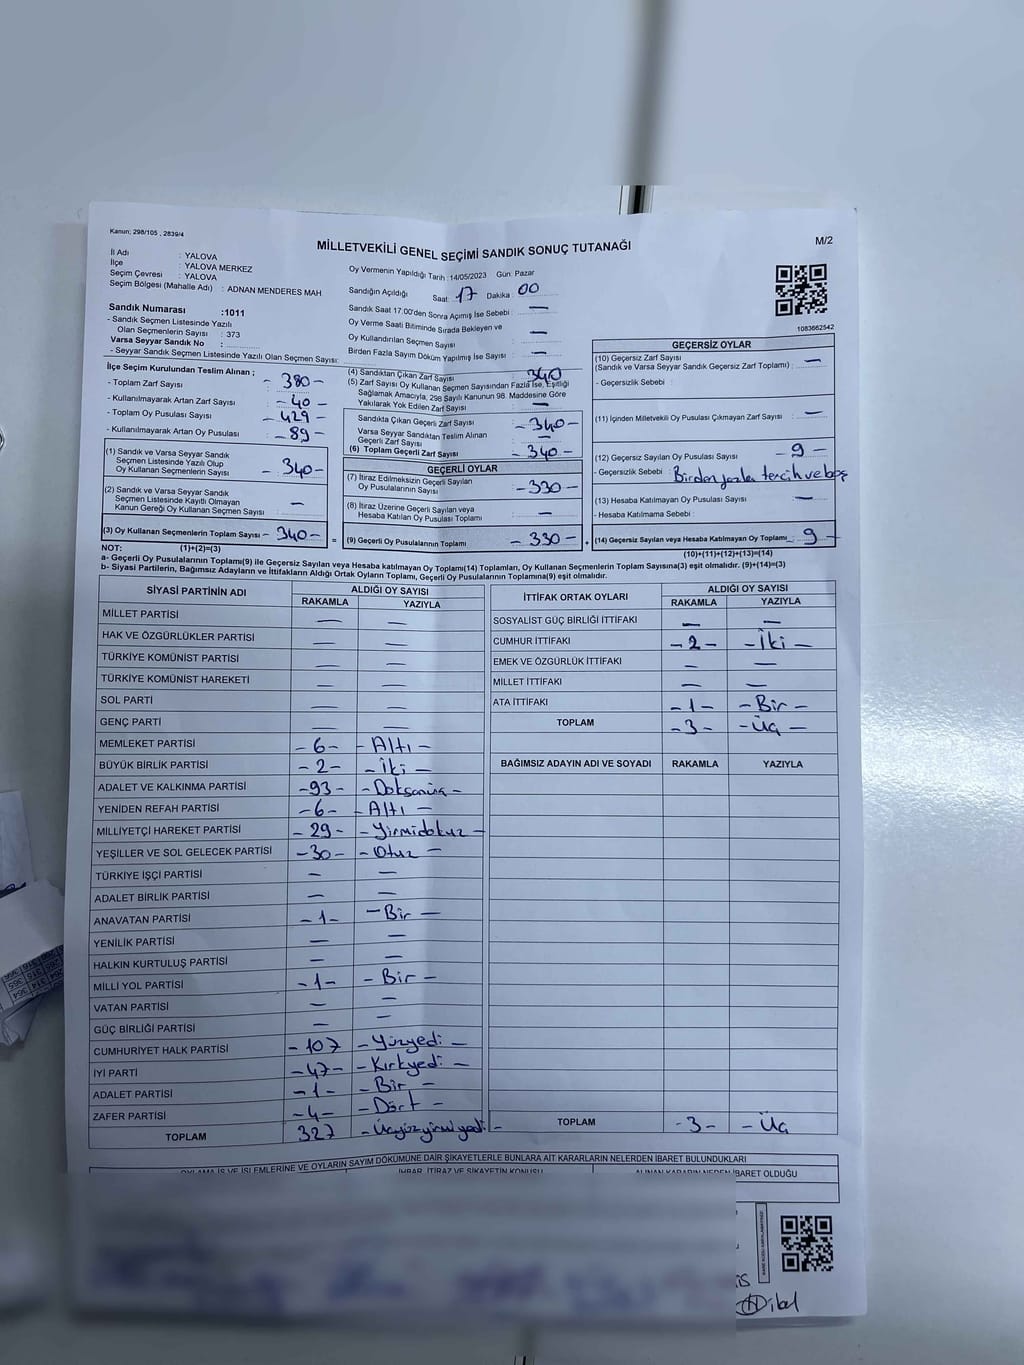 Kanun; 298/105 , 2839/4
MİLLETVEKİLİ GENEL SEÇİMİ SANDIK SONUÇ TUTANAĞI
M/2
İl Adı : YALOVA
İlçe : YALOVA MERKEZ
Seçim Çevresi : YALOVA
Seçim Bölgesi (Mahalle Adı) : ADNAN MENDERES MAH
Sandık Numarası :1011
- Sandık Seçmen Listesinde Yazılı
Olan Seçmenlerin Sayısı : 373
Varsa Seyyar Sandık No :
- Seyyar Sandık Seçmen Listesinde Yazılı Olan Seçmen Sayısı:
Oy Vermenin Yapıldığı Tarih : 14/05/2023 Gün: Pazar
Sandığın Açıldığı Saat: 17 Dakika : 00
Sandık Saat 17:00'den Sonra Açılmış İse Sebebi : —
Oy Verme Saati Bitiminde Sırada Bekleyen ve
Oy Kullandırılan Seçmen Sayısı —
Birden Fazla Sayım Döküm Yapılmış İse Sayısı : —
1083662542
İlçe Seçim Kurulundan Teslim Alınan ;
- Toplam Zarf Sayısı - 380 -
- Kullanılmayarak Artan Zarf Sayısı - 40 -
- Toplam Oy Pusulası Sayısı - 429 -
- Kullanılmayarak Artan Oy Pusulası - 89 -
(1) Sandık ve Varsa Seyyar Sandık
Seçmen Listesinde Yazılı Olup
Oy Kullanan Seçmenlerin Sayısı - 340 -
(2) Sandık ve Varsa Seyyar Sandık
Seçmen Listesinde Kayıtlı Olmayan
Kanun Gereği Oy Kullanan Seçmen Sayısı : —
(3) Oy Kullanan Seçmenlerin Toplam Sayısı - 340 -
(4) Sandıktan Çıkan Zarf Sayısı : 340
(5) Zarf Sayısı Oy Kullanan Seçmen Sayısından Fazla İse, Eşitliği
Sağlamak Amacıyla, 298 Sayılı Kanunun 98. Maddesine Göre
Yakılarak Yok Edilen Zarf Sayısı : —
Sandıkta Çıkan Geçerli Zarf Sayısı - 340 -
Varsa Seyyar Sandıktan Teslim Alınan
Geçerli Zarf Sayısı —
(6) Toplam Geçerli Zarf Sayısı - 340 -
GEÇERLİ OYLAR
(7) İtiraz Edilmeksizin Geçerli Sayılan
Oy Pusulalarının Sayısı - 330 -
(8) İtiraz Üzerine Geçerli Sayılan veya
Hesaba Katılan Oy Pusulası Toplamı —
=
(9) Geçerli Oy Pusulalarının Toplamı - 330 -
+
GEÇERSİZ OYLAR
(10) Geçersiz Zarf Sayısı
(Sandık ve Varsa Seyyar Sandık Geçersiz Zarf Toplamı) : —
- Geçersizlik Sebebi :
(11) İçinden Milletvekili Oy Pusulası Çıkmayan Zarf Sayısı : —
(12) Geçersiz Sayılan Oy Pusulası Sayısı - 9 -
- Geçersizlik Sebebi : Birden fazla tercih ve boş
(13) Hesaba Katılmayan Oy Pusulası Sayısı —
- Hesaba Katılmama Sebebi :
(14) Geçersiz Sayılan veya Hesaba Katılmayan Oy Toplamı - 9 -
NOT: (1)+(2)=(3)
(10)+(11)+(12)+(13)=(14)
a- Geçerli Oy Pusulalarının Toplamı(9) ile Geçersiz Sayılan veya Hesaba katılmayan Oy Toplamı(14) Toplamları, Oy Kullanan Seçmenlerin Toplam Sayısına(3) eşit olmalıdır. (9)+(14)=(3)
b- Siyasi Partilerin, Bağımsız Adayların ve İttifakların Aldığı Ortak Oyların Toplamı, Geçerli Oy Pusulalarının Toplamına(9) eşit olmalıdır.
SİYASİ PARTİNİN ADI ALDIĞI OY SAYISI
RAKAMLA YAZIYLA
MİLLET PARTİSİ — —
HAK VE ÖZGÜRLÜKLER PARTİSİ — —
TÜRKİYE KOMÜNİST PARTİSİ — —
TÜRKİYE KOMÜNİST HAREKETİ — —
SOL PARTİ — —
GENÇ PARTİ — —
MEMLEKET PARTİSİ - 6 - - Altı -
BÜYÜK BİRLİK PARTİSİ - 2 - - İki -
ADALET VE KALKINMA PARTİSİ - 93 - - Doksanüç -
YENİDEN REFAH PARTİSİ - 6 - - Altı -
MİLLİYETÇİ HAREKET PARTİSİ - 29 - - Yirmidokuz -
YEŞİLLER VE SOL GELECEK PARTİSİ - 30 - - Otuz -
TÜRKİYE İŞÇİ PARTİSİ — —
ADALET BİRLİK PARTİSİ — —
ANAVATAN PARTİSİ - 1 - - Bir -
YENİLİK PARTİSİ — —
HALKIN KURTULUŞ PARTİSİ — —
MİLLİ YOL PARTİSİ - 1 - - Bir -
VATAN PARTİSİ — —
GÜÇ BİRLİĞİ PARTİSİ —
CUMHURİYET HALK PARTİSİ - 107 - Yüzyedi -
İYİ PARTİ - 47 - - Kırkyedi -
ADALET PARTİSİ - 1 - - Bir -
ZAFER PARTİSİ - 4 - - Dört -
TOPLAM 327 - Üçyüzyirmiyedi -
İTTİFAK ORTAK OYLARI ALDIĞI OY SAYISI
RAKAMLA YAZIYLA
SOSYALİST GÜÇ BİRLİĞİ İTTİFAKI — —
CUMHUR İTTİFAKI - 2 - - İki -
EMEK VE ÖZGÜRLÜK İTTİFAKI — —
MİLLET İTTİFAKI — —
ATA İTTİFAKI - 1 - - Bir -
TOPLAM - 3 - - Üç -
BAĞIMSIZ ADAYIN ADI VE SOYADI RAKAMLA YAZIYLA
TOPLAM - 3 - - Üç
OYLAMA İŞ VE İŞLEMLERİNE VE OYLARIN SAYIM DÖKÜMÜNE DAİR ŞİKAYETLERLE BUNLARA AİT KARARLARIN NELERDEN İBARET BULUNDUKLARI
İHBAR, İTİRAZ VE ŞİKAYETİN KONUSU
ALINAN KARARIN NEDEN İBARET OLDUĞU